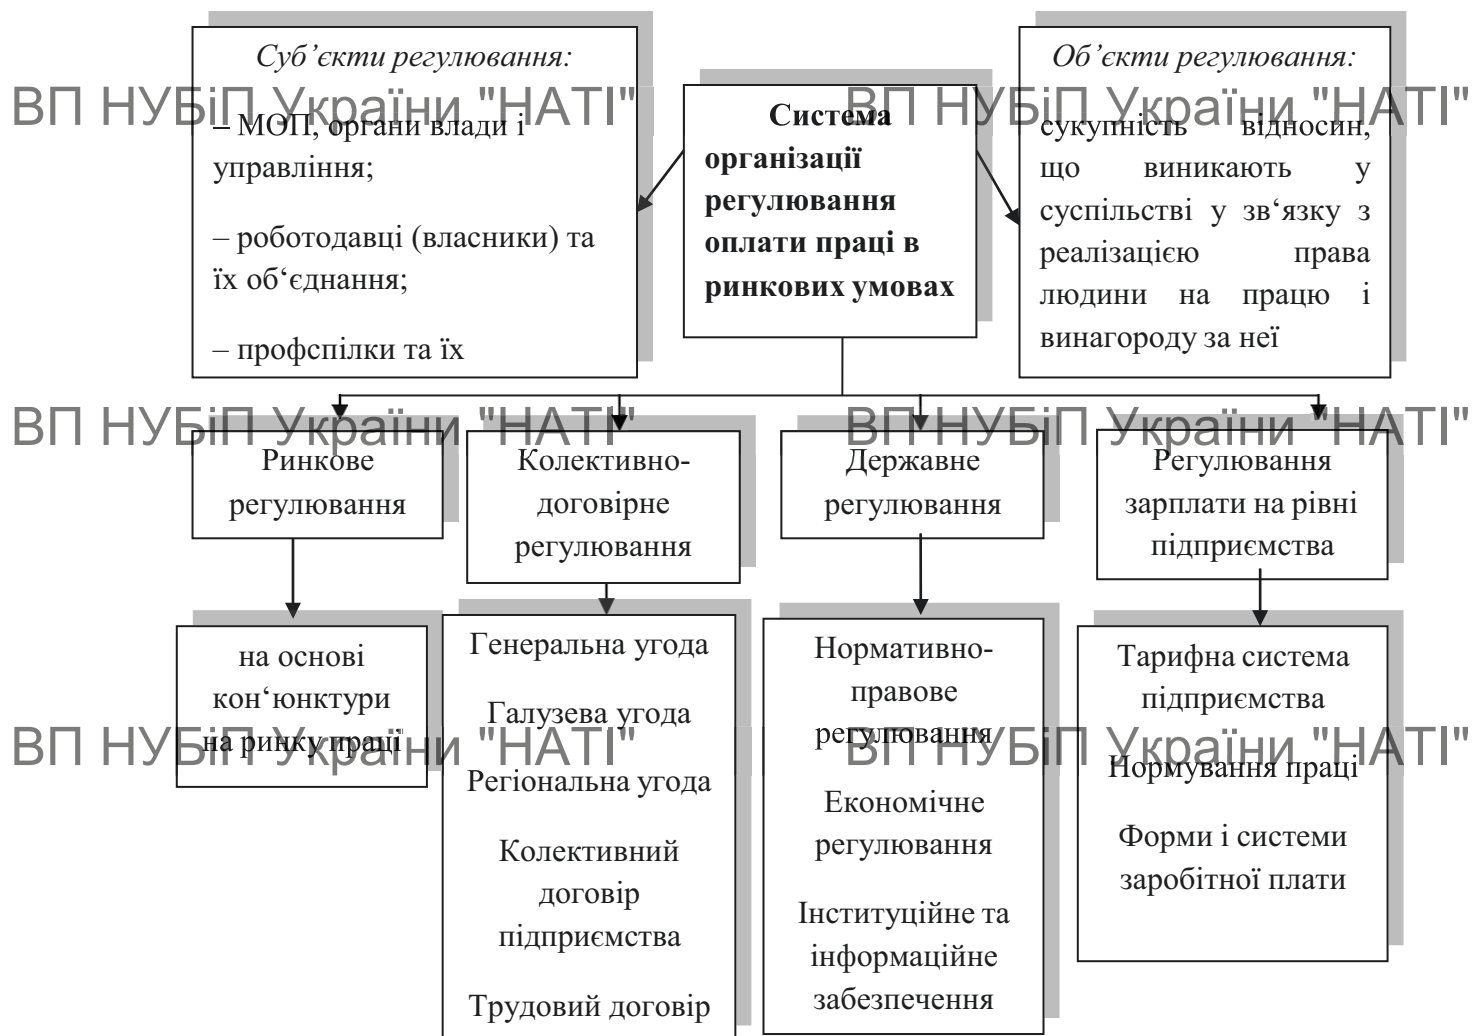 Суб’єкти регулювання:
– МОП, органи влади і
управління;
– роботодавці (власники) та
їх об‘єднання;
– профспілки та їх
Система
організації
регулювання
оплати праці в
ринкових умовах
Об’єкти регулювання:
сукупність відносин,
що виникають у
суспільстві у зв‘язку з
реалізацією права
людини на працю і
винагороду за неї
ВП НУБіП України "НАТІ"
ВП НУБіП України "НАТІ"
Ринкове
регулювання
Колективно-
договірне
регулювання
Державне
регулювання
Регулювання
зарплати на рівні
підприємства
ВП НУБіП України "НАТІ"
ВП НУБіП України "НАТІ"
на основі
кон‘юнктури
на ринку праці
Генеральна угода
Галузева угода
Регіональна угода
Колективний
договір
підприємства
Трудовий договір
Нормативно-
правове
регулювання
Економічне
регулювання
Інституційне та
інформаційне
забезпечення
Тарифна система
підприємства
Нормування праці
Форми і системи
заробітної плати
ВП НУБіП України "НАТІ"
ВП НУБіП України "НАТІ"